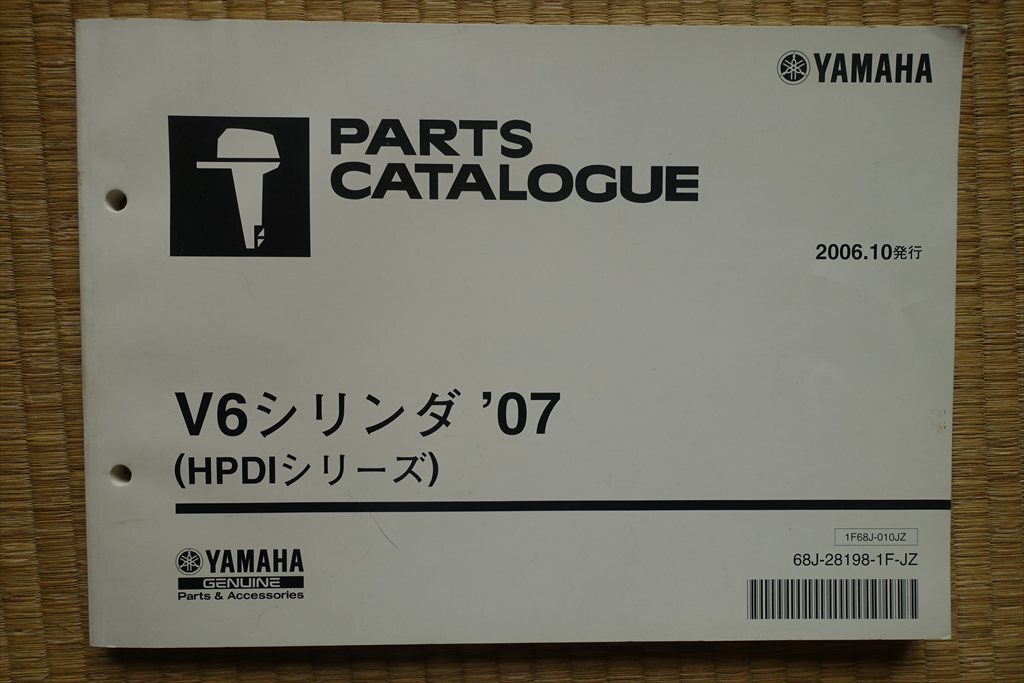 YAMAHA
PARTS
CATALOGUE
2006.10発行
V6シリンダ ’07
(HPDIシリーズ)
1F68J-010JZ
68J-28198-1F-JZ
YAMAHA
GENUINE
Parts & Accessories